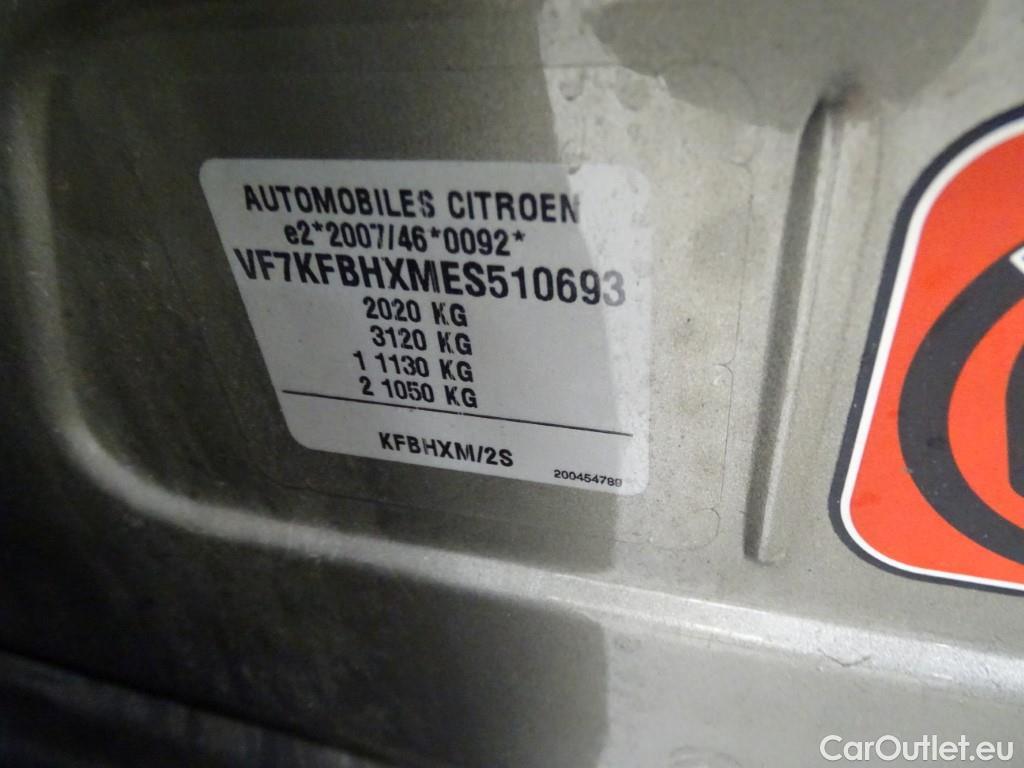 AUTOMOBILES CITROEN
e2*2007/46*0092*
VF7KFBHXMES510693
2020 KG
3120 KG
1 1130 KG
2 1050 KG
KFBHXM/2S
200454789
CarOutlet.eu